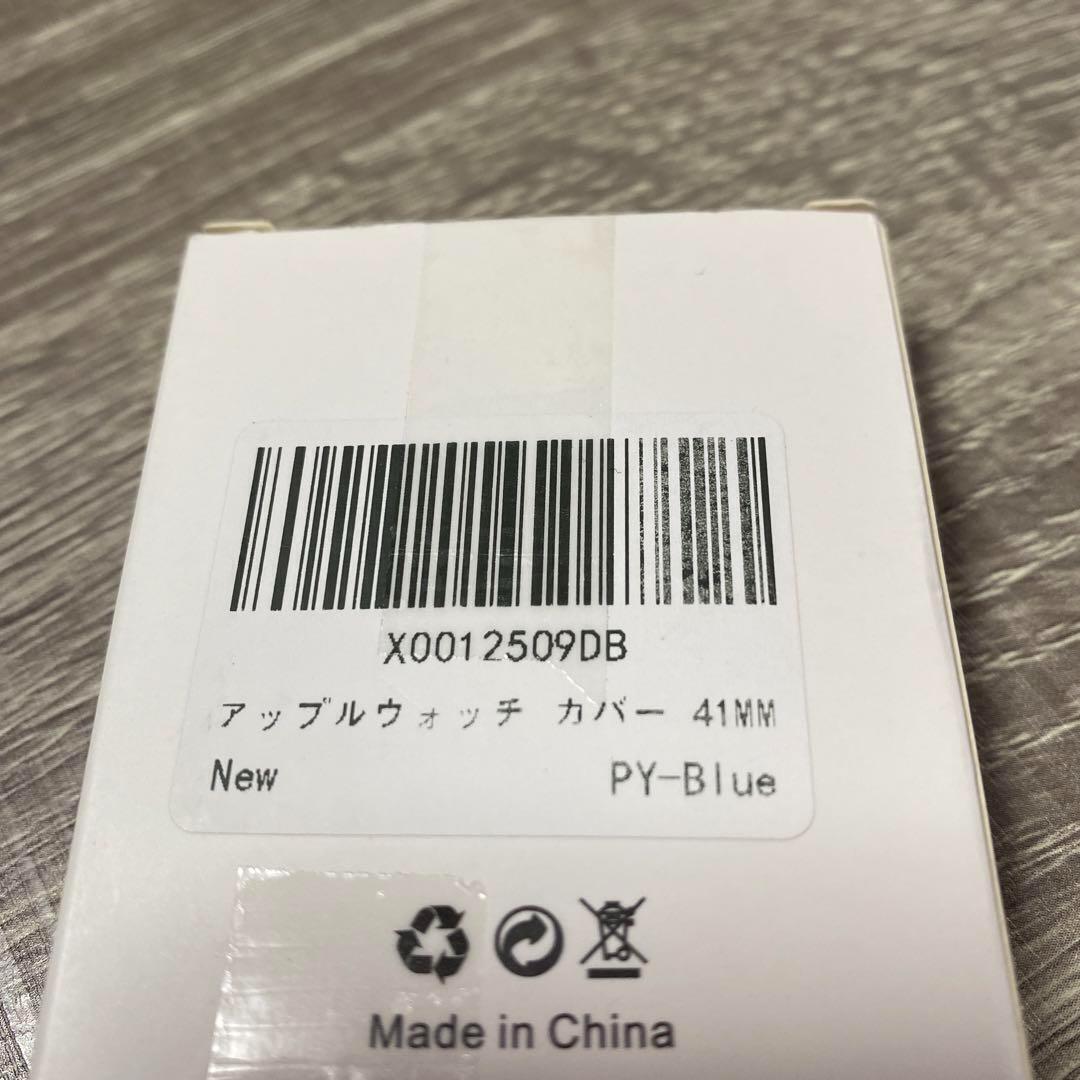 X0012509DB
アップルウォッチ カバー 41MM
New PY-Blue
Made in China